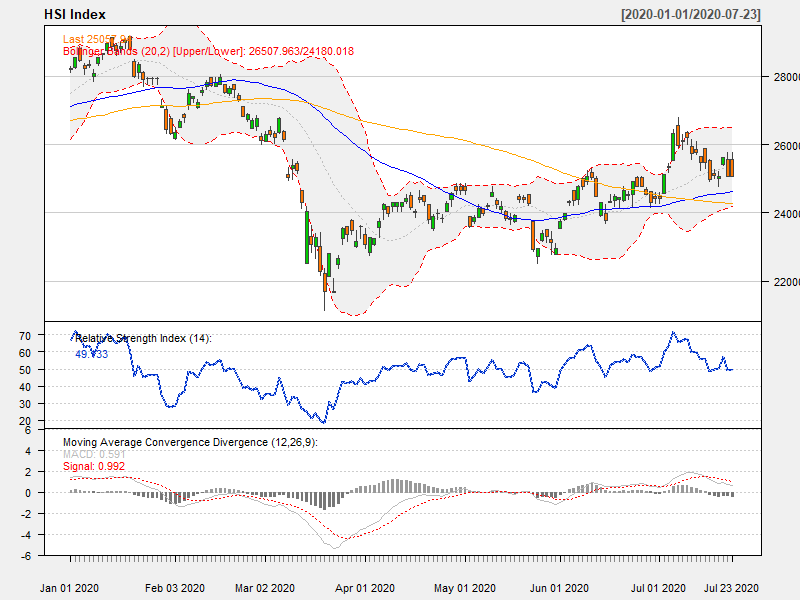 HSI Index [2020-01-01/2020-07-23]
Bollinger Bands (20,2) [Upper/Lower]: 26507.963/24180.018
28000
26000
24000
22000
Relative Strength Index (14):
70
60
50
40
30
20
Moving Average Convergence Divergence (12,26,9):
MACD: 0.591
Signal: 0.992
6
4
2
0
-2
-4
-6
Jan 01 2020 Feb 03 2020 Mar 02 2020 Apr 01 2020 May 01 2020 Jun 01 2020 Jul 01 2020 Jul 23 2020